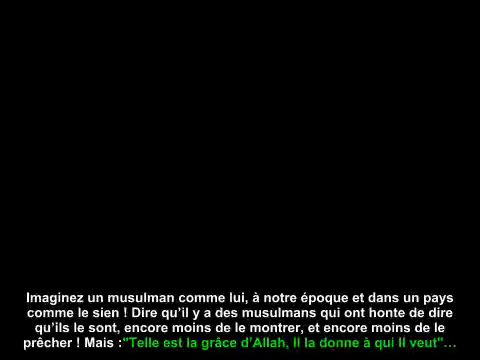 Imaginez un musulman comme lui, à notre époque et dans un pays
comme le sien ! Dire qu'il y a des musulmans qui ont honte de dire
qu'ils le sont, encore moins de le montrer, et encore moins de le
prêcher ! Mais :"Telle est la grâce d'Allah, Il la donne à qui Il veut"…